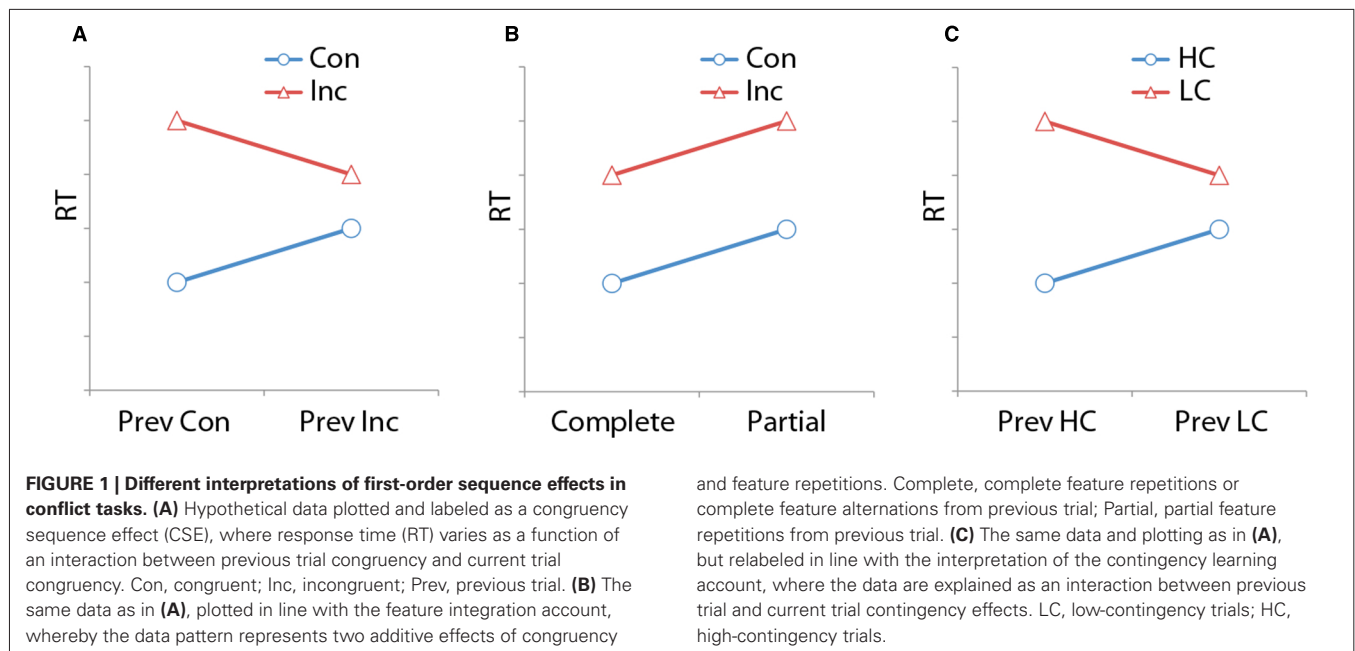 A
Con
Inc
RT
Prev Con Prev Inc
B
Con
Inc
RT
Complete Partial
C
HC
LC
RT
Prev HC Prev LC
FIGURE 1 | Different interpretations of first-order sequence effects in
conflict tasks. (A) Hypothetical data plotted and labeled as a congruency
sequence effect (CSE), where response time (RT) varies as a function of
an interaction between previous trial congruency and current trial
congruency. Con, congruent; Inc, incongruent; Prev, previous trial. (B) The
same data as in (A), plotted in line with the feature integration account,
whereby the data pattern represents two additive effects of congruency
and feature repetitions. Complete, complete feature repetitions or
complete feature alternations from previous trial; Partial, partial feature
repetitions from previous trial. (C) The same data and plotting as in (A),
but relabeled in line with the interpretation of the contingency learning
account, where the data are explained as an interaction between previous
trial and current trial contingency effects. LC, low-contingency trials; HC,
high-contingency trials.